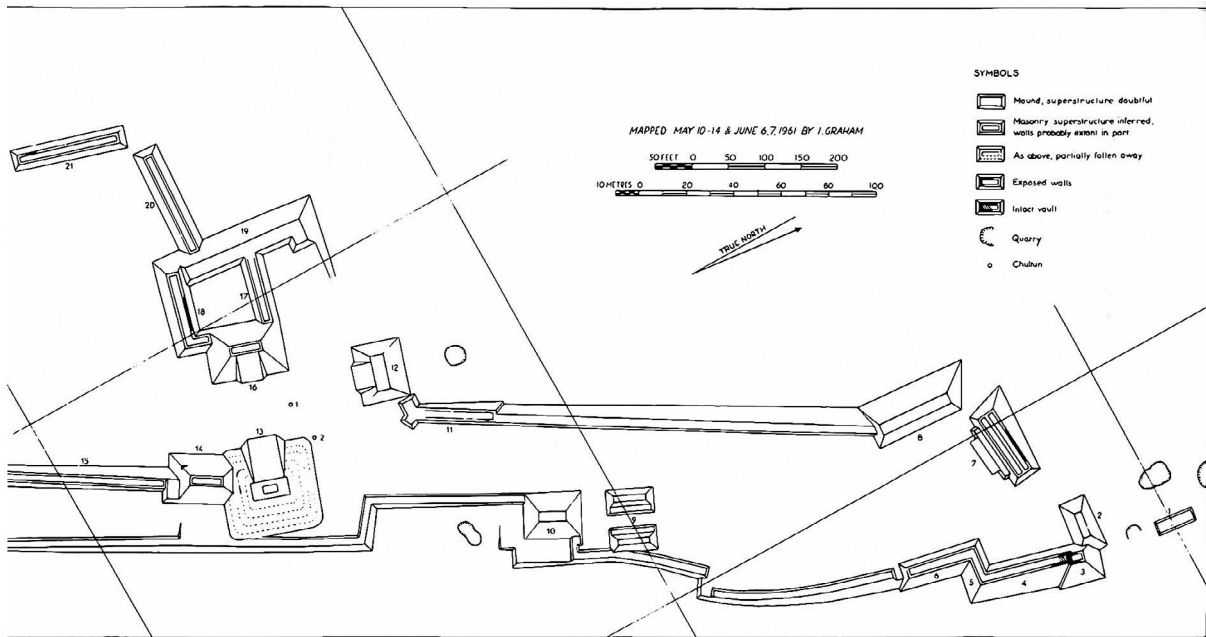 SYMBOLS
Mound, superstructure doubtful
Masonry superstructure inferred,
walls probably extant in part.
As above, partially fallen away
Exposed walls
Intact vault
Quarry
Chultun
MAPPED MAY 10-14 & JUNE 6,7, 1961 BY I. GRAHAM
50 FEET 0 50 100 150 200
10 METRES 0 20 40 60 80 100
TRUE NORTH
21
20
19
18
17
16
12
11
1
2
13
14
15
10
9
8
7
6
5
4
3
2
1